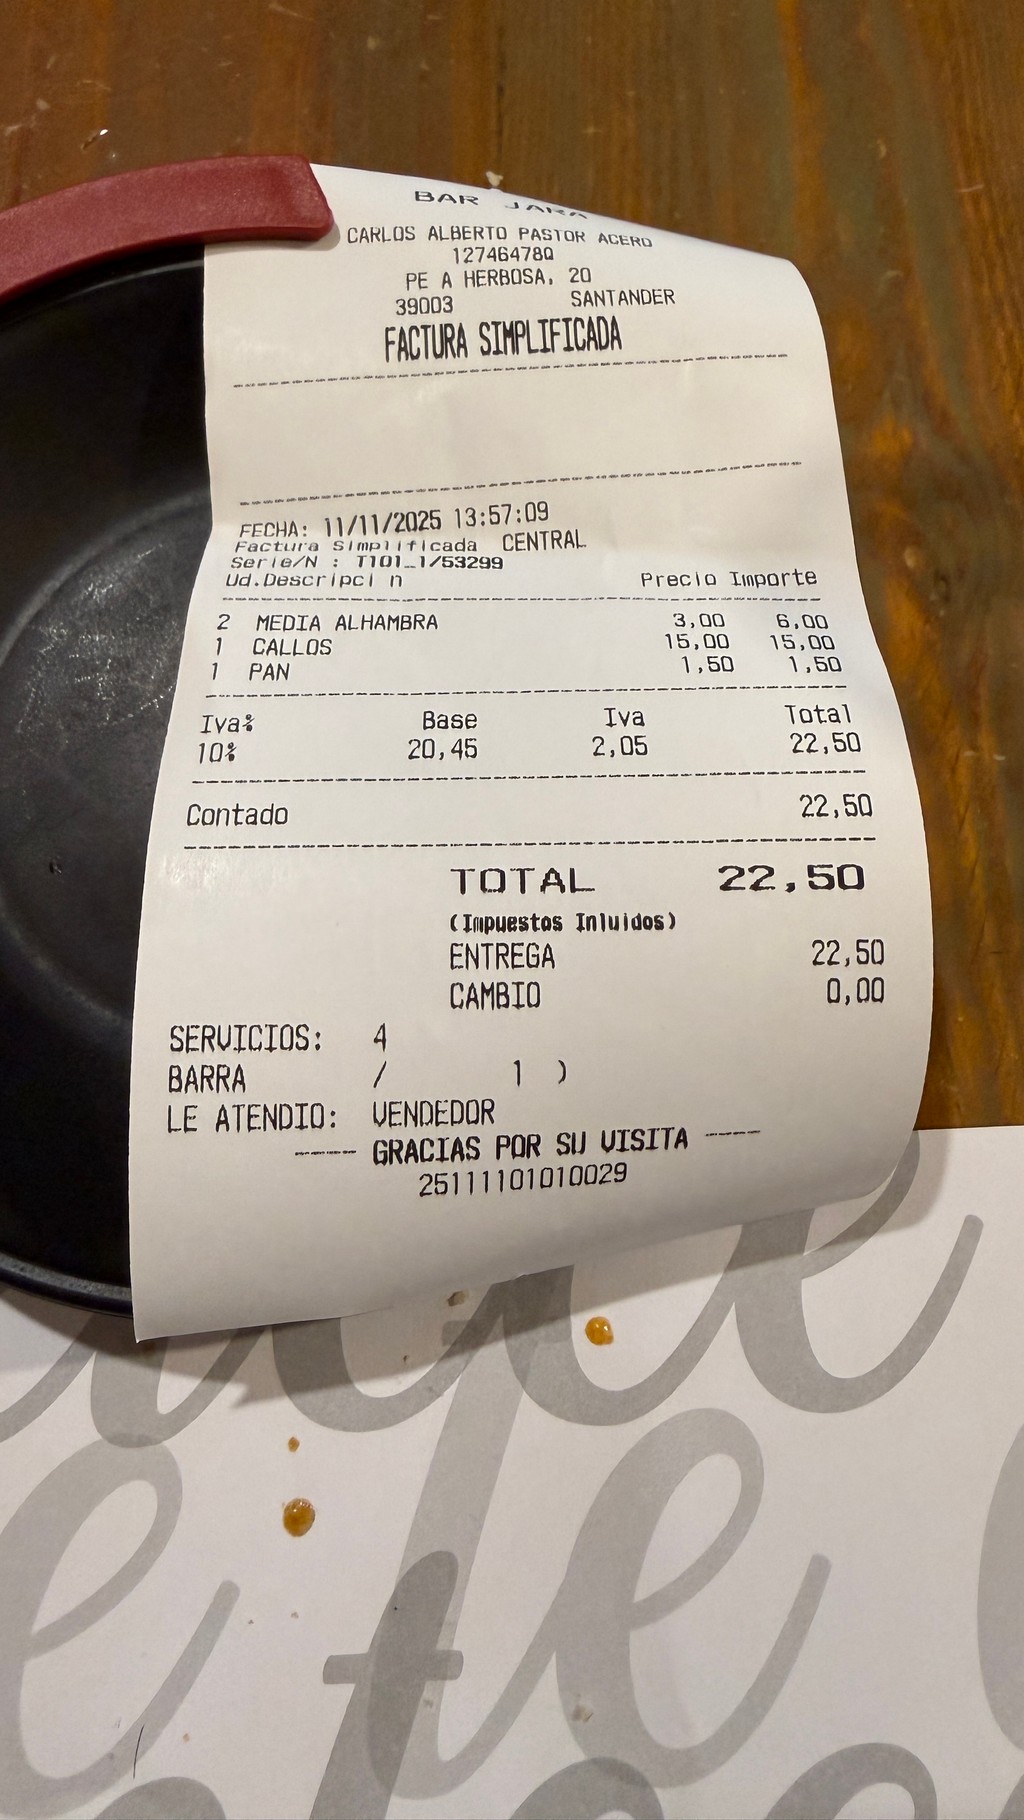 BAR JARA
CARLOS ALBERTO PASTOR ACERO
12746478Q
PE A HERBOSA, 20
39003 SANTANDER
FACTURA SIMPLIFICADA
FECHA: 11/11/2025 13:57:09
Factura Simplificada CENTRAL
Serie/N : T101_1/53299
Ud.Descripci n Precio Importe
2 MEDIA ALHAMBRA 3,00 6,00
1 CALLOS 15,00 15,00
1 PAN 1,50 1,50
Iva% Base Iva Total
10% 20,45 2,05 22,50
Contado 22,50
TOTAL 22,50
(Impuestos Inluidos)
ENTREGA 22,50
CAMBIO 0,00
SERVICIOS: 4
BARRA / 1 )
LE ATENDIO: VENDEDOR
---- GRACIAS POR SU VISITA ----
25111101010029